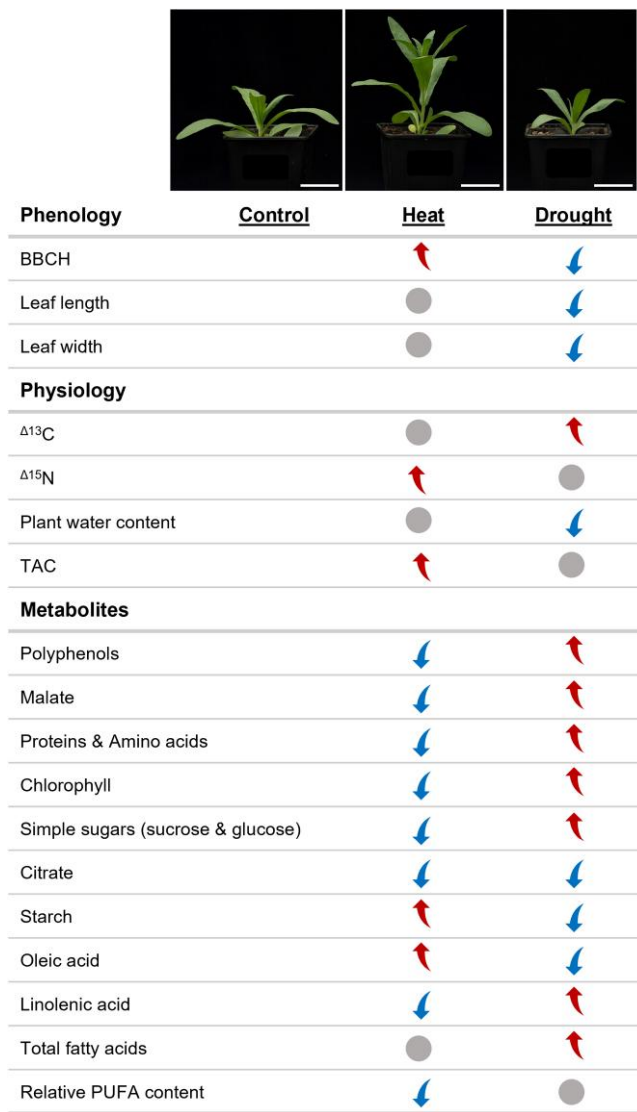 Phenology Control Heat Drought
BBCH
Leaf length
Leaf width
Physiology
Δ13C
Δ15N
Plant water content
TAC
Metabolites
Polyphenols
Malate
Proteins & Amino acids
Chlorophyll
Simple sugars (sucrose & glucose)
Citrate
Starch
Oleic acid
Linolenic acid
Total fatty acids
Relative PUFA content